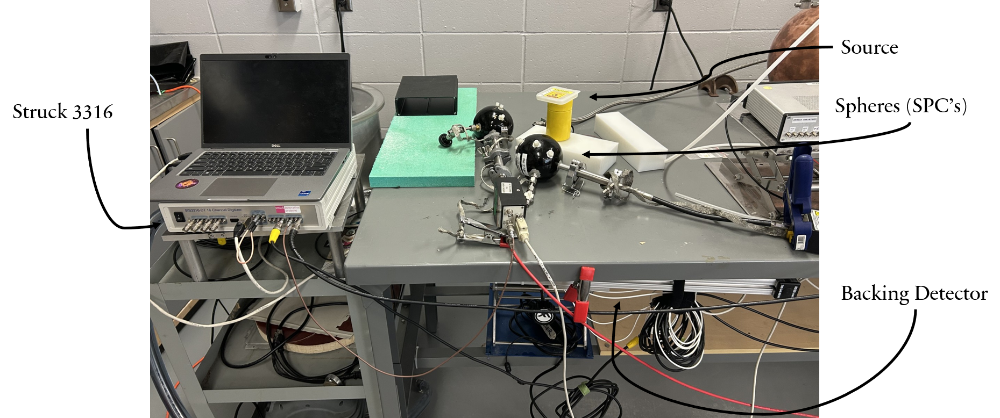 Source
Spheres (SPC's)
Struck 3316
DELL
SIS3316-DT 16 Channel Digitizer
struck innovative
systeme
Backing Detector